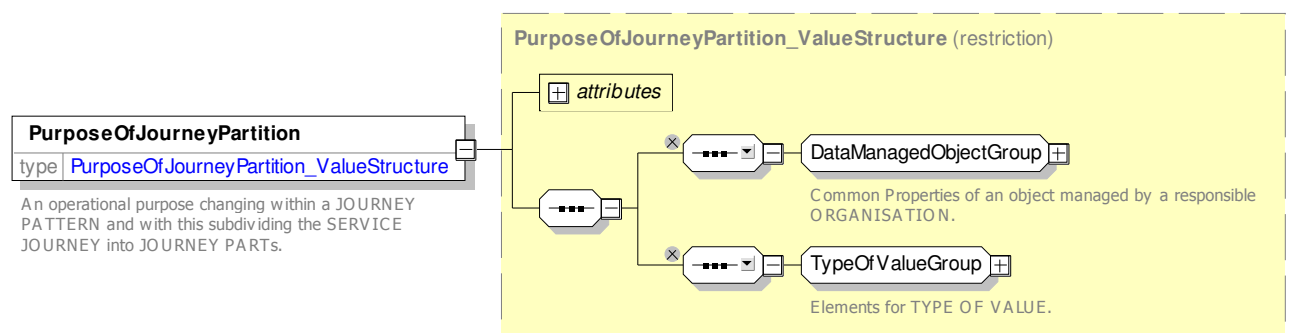 PurposeOfJourneyPartition_ValueStructure (restriction)
attributes
PurposeOfJourneyPartition
type PurposeOfJourneyPartition_ValueStructure
An operational purpose changing within a JOURNEY
PATTERN and with this subdividing the SERVICE
JOURNEY into JOURNEY PARTs.
DataManagedObjectGroup
Common Properties of an object managed by a responsible
ORGANISATION.
TypeOfValueGroup
Elements for TYPE OF VALUE.